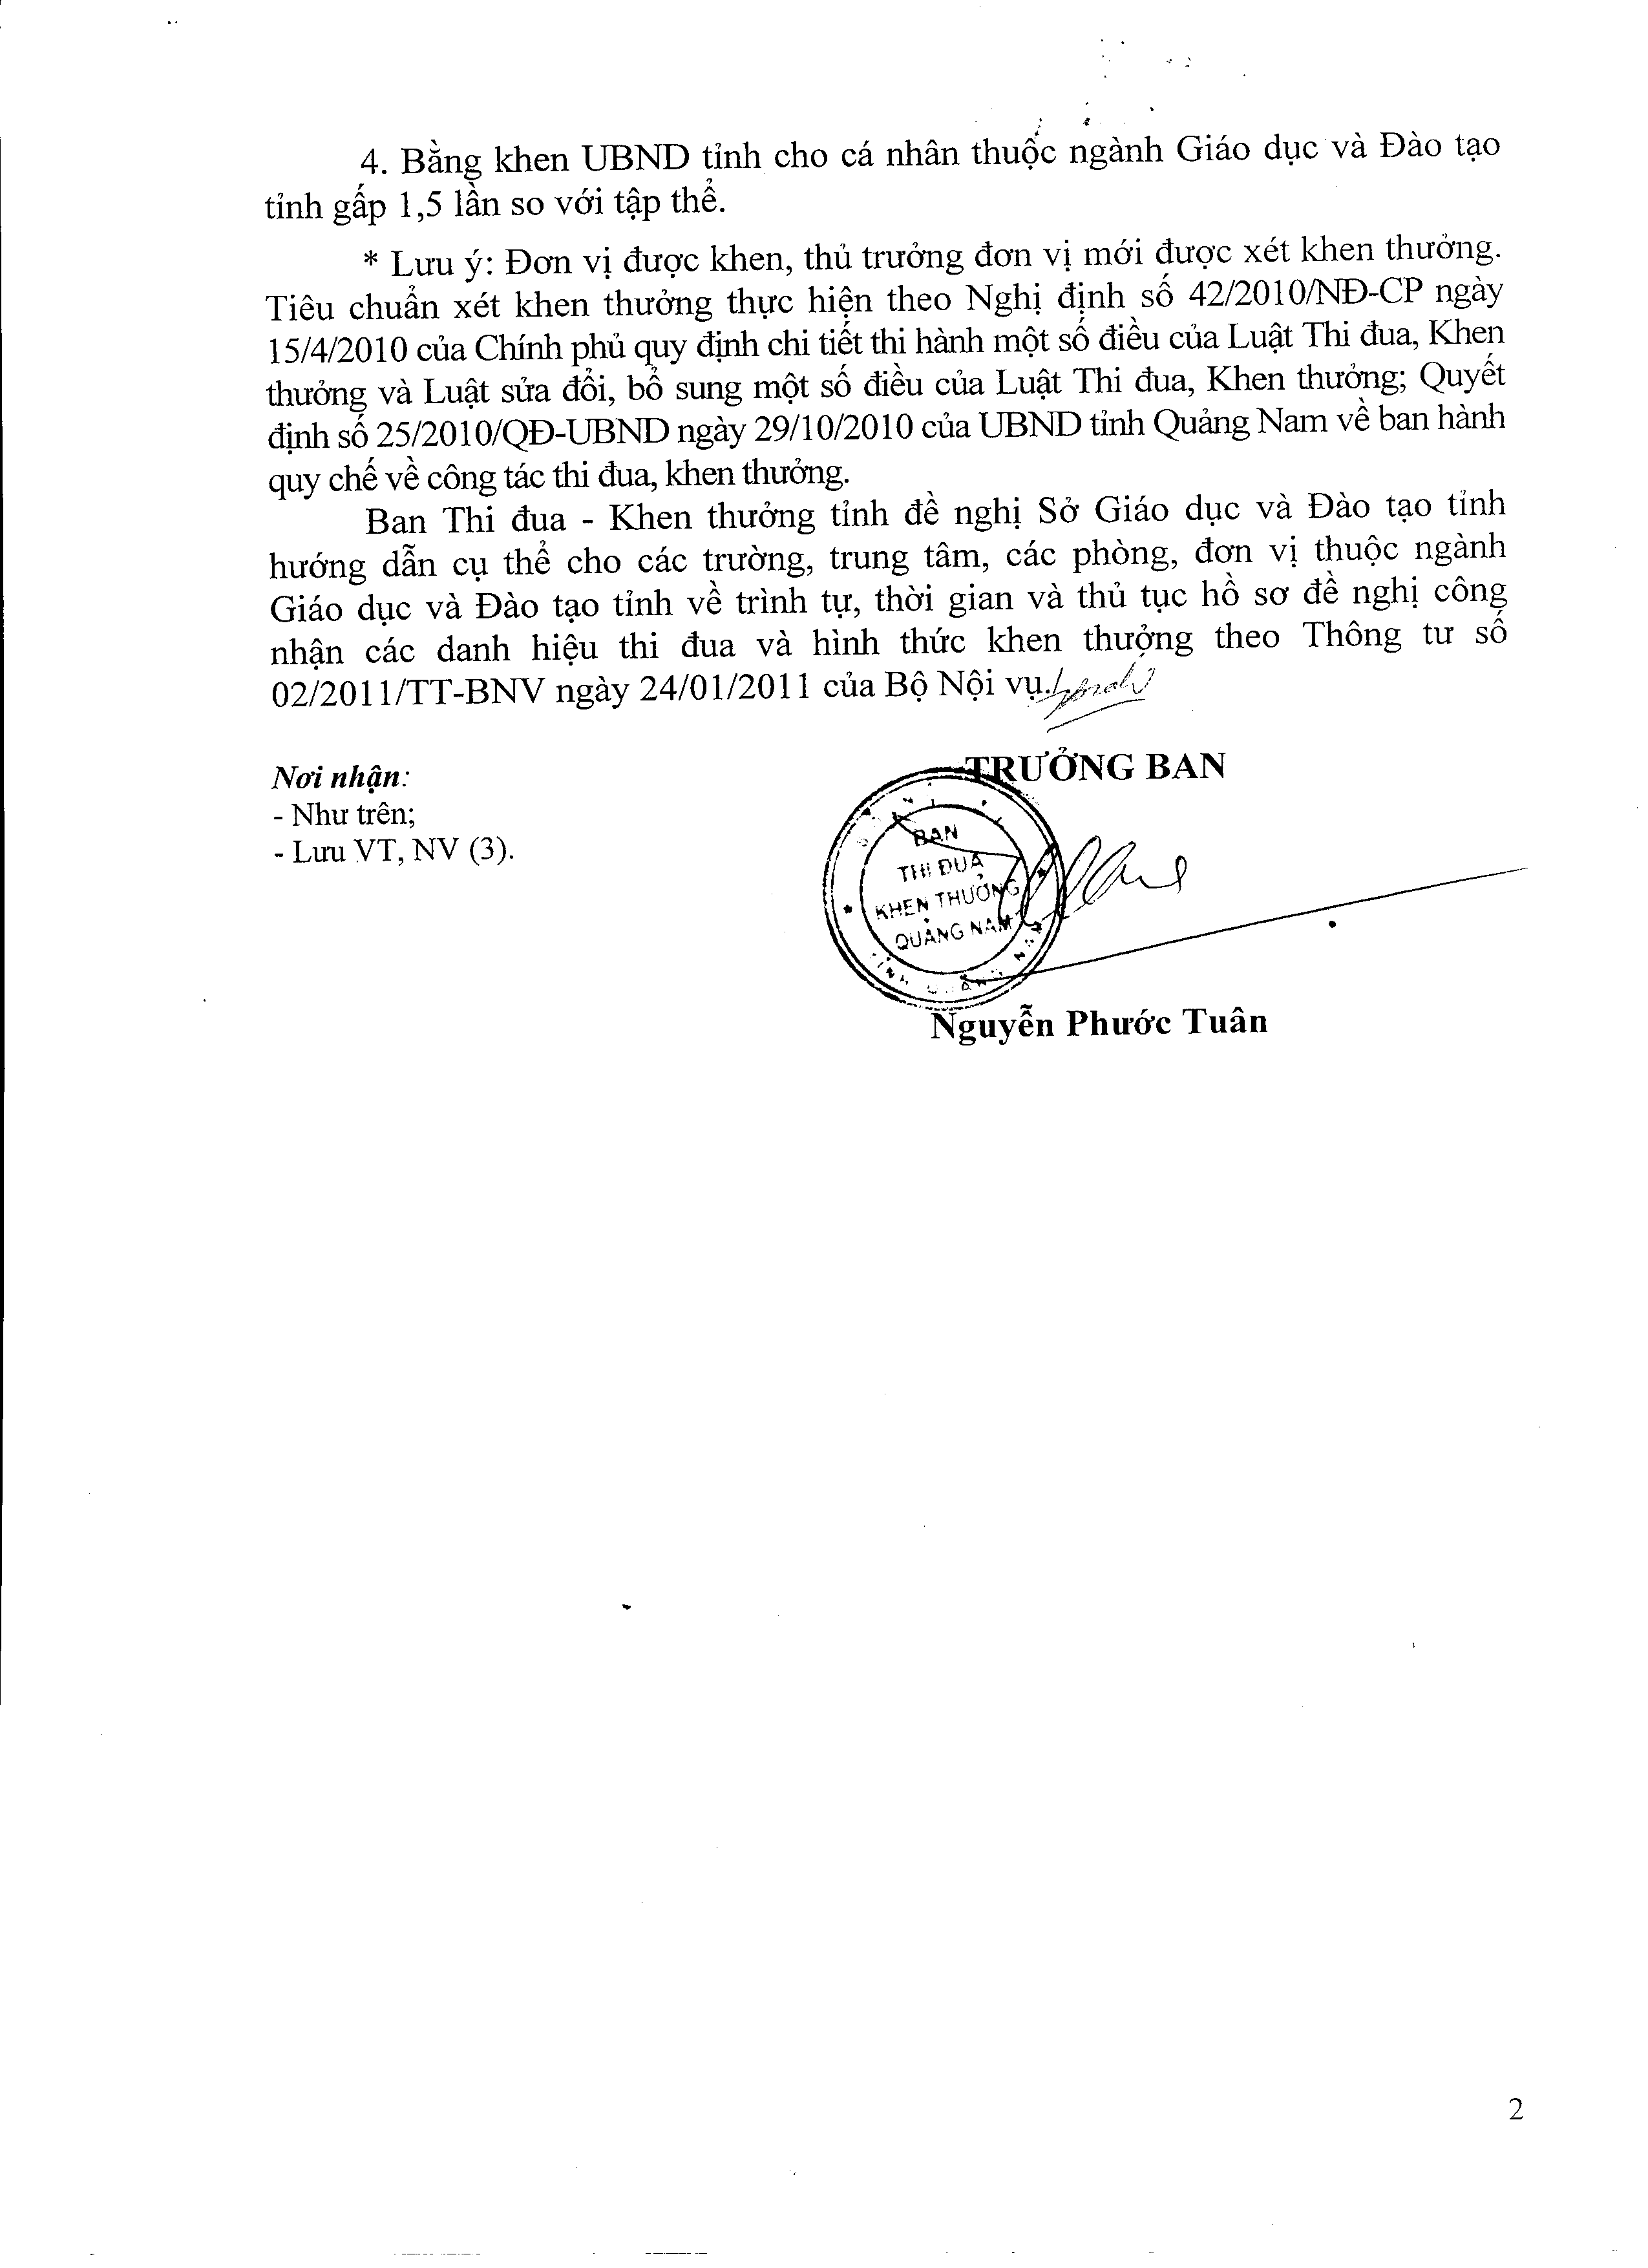 4. Bằng khen UBND tỉnh cho cá nhân thuộc ngành Giáo dục và Đào tạo
tỉnh gấp 1,5 lần so với tập thể.
* Lưu ý: Đơn vị được khen, thủ trưởng đơn vị mới được xét khen thưởng.
Tiêu chuẩn xét khen thưởng thực hiện theo Nghị định số 42/2010/NĐ-CP ngày
15/4/2010 của Chính phủ quy định chi tiết thi hành một số điều của Luật Thi đua, Khen
thưởng và Luật sửa đổi, bổ sung một số điều của Luật Thi đua, Khen thưởng; Quyết
định số 25/2010/QĐ-UBND ngày 29/10/2010 của UBND tỉnh Quảng Nam về ban hành
quy chế về công tác thi đua, khen thưởng.
Ban Thi đua - Khen thưởng tỉnh đề nghị Sở Giáo dục và Đào tạo tỉnh
hướng dẫn cụ thể cho các trường, trung tâm, các phòng, đơn vị thuộc ngành
Giáo dục và Đào tạo tỉnh về trình tự, thời gian và thủ tục hồ sơ đề nghị công
nhận các danh hiệu thi đua và hình thức khen thưởng theo Thông tư số
02/2011/TT-BNV ngày 24/01/2011 của Bộ Nội vụ.
Nơi nhận:
- Như trên;
- Lưu VT, NV (3).
TRƯỞNG BAN
BAN
THI ĐUA
KHEN THƯỞNG
QUẢNG NAM
Nguyễn Phước Tuân
2